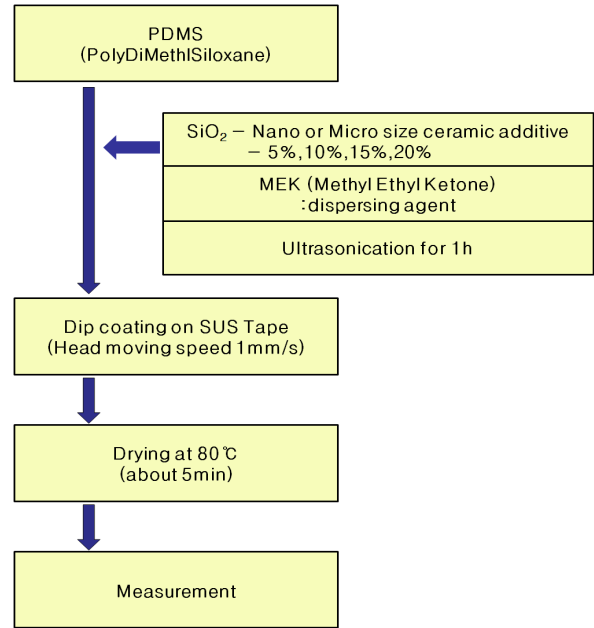 PDMS
(PolyDiMethlSiloxane)
SiO₂ – Nano or Micro size ceramic additive
– 5%,10%,15%,20%
MEK (Methyl Ethyl Ketone)
:dispersing agent
Ultrasonication for 1h
Dip coating on SUS Tape
(Head moving speed 1mm/s)
Drying at 80℃
(about 5min)
Measurement